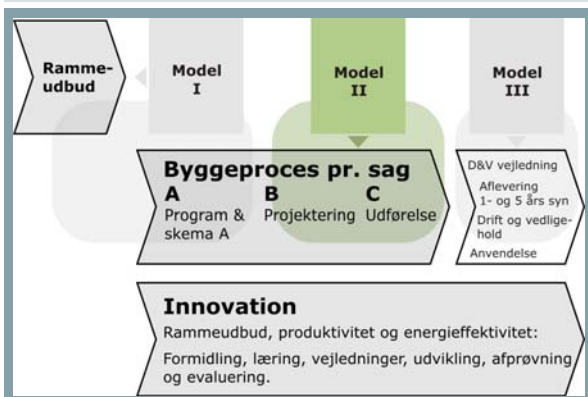 Ramme-
udbud
Model
I
Model
II
Model
III
Byggeproces pr. sag
A B C
Program & Projektering Udførelse
skema A
D&V vejledning
Aflevering
1- og 5 års syn
Drift og vedlige-
hold
Anvendelse
Innovation
Rammeudbud, produktivitet og energieffektivitet:
Formidling, læring, vejledninger, udvikling, afprøvning
og evaluering.